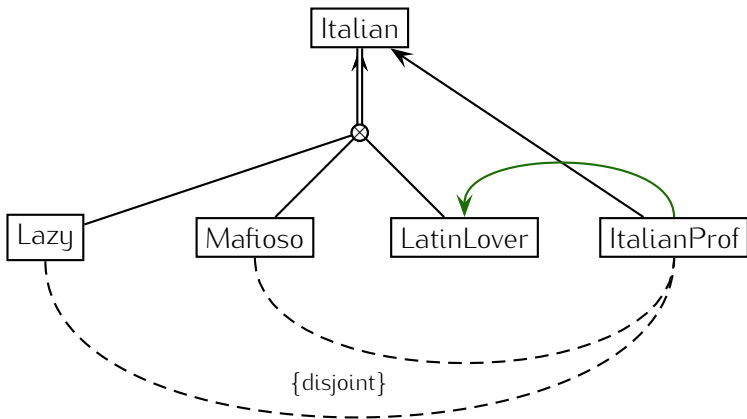 Italian
Lazy
Mafioso
LatinLover
ItalianProf
{disjoint}